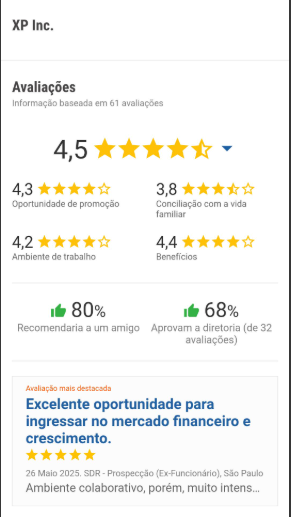 XP Inc.
Avaliações
Informação baseada em 61 avaliações
4,5
4,3
Oportunidade de promoção
3,8
Conciliação com a vida
familiar
4,2
Ambiente de trabalho
4,4
Benefícios
80%
Recomendaria a um amigo
68%
Aprovam a diretoria (de 32
avaliações)
Avaliação mais destacada
Excelente oportunidade para
ingressar no mercado financeiro e
crescimento.
26 Maio 2025. SDR - Prospecção (Ex-Funcionário), São Paulo
Ambiente colaborativo, porém, muito intens...